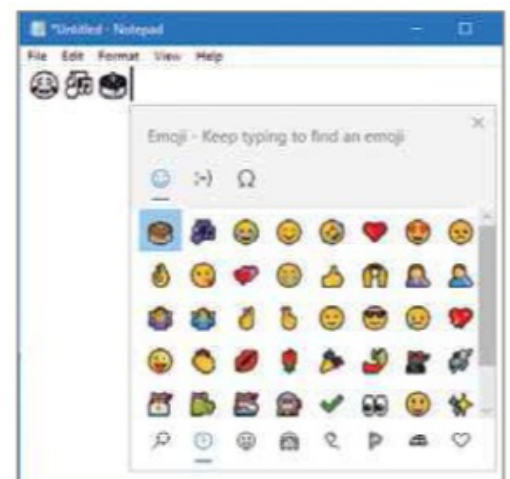 *Untitled - Notepad
File Edit Format View Help
Emoji - Keep typing to find an emoji
;-) Ω